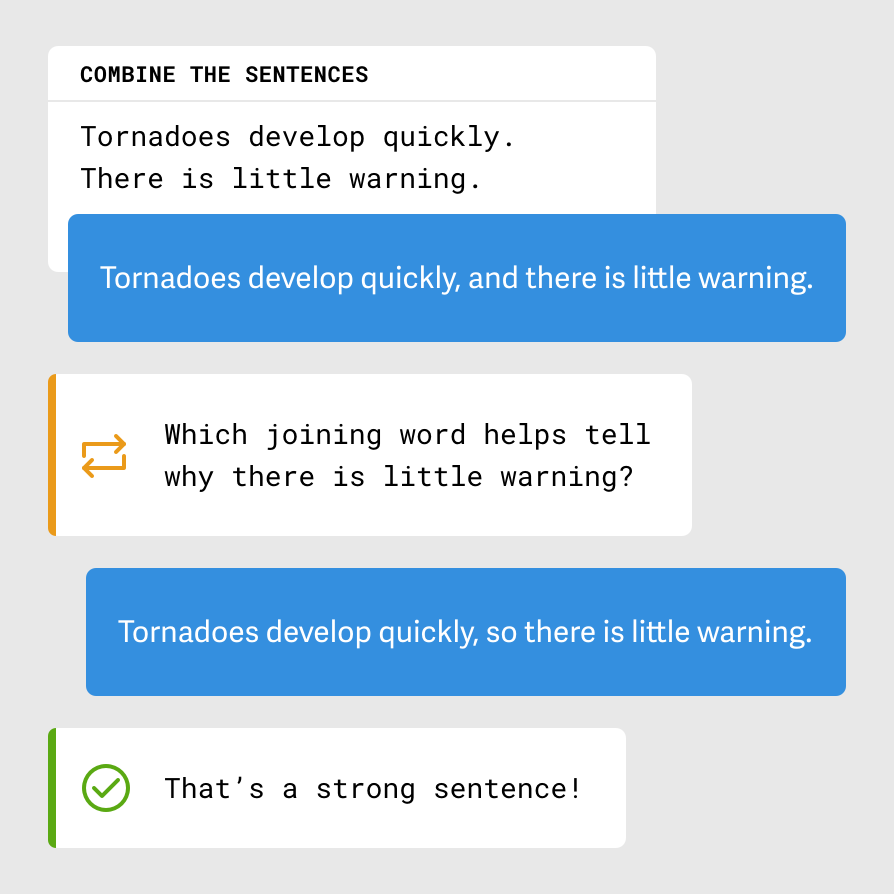 COMBINE THE SENTENCES
Tornadoes develop quickly.
There is little warning.
Tornadoes develop quickly, and there is little warning.
Which joining word helps tell
why there is little warning?
Tornadoes develop quickly, so there is little warning.
That’s a strong sentence!